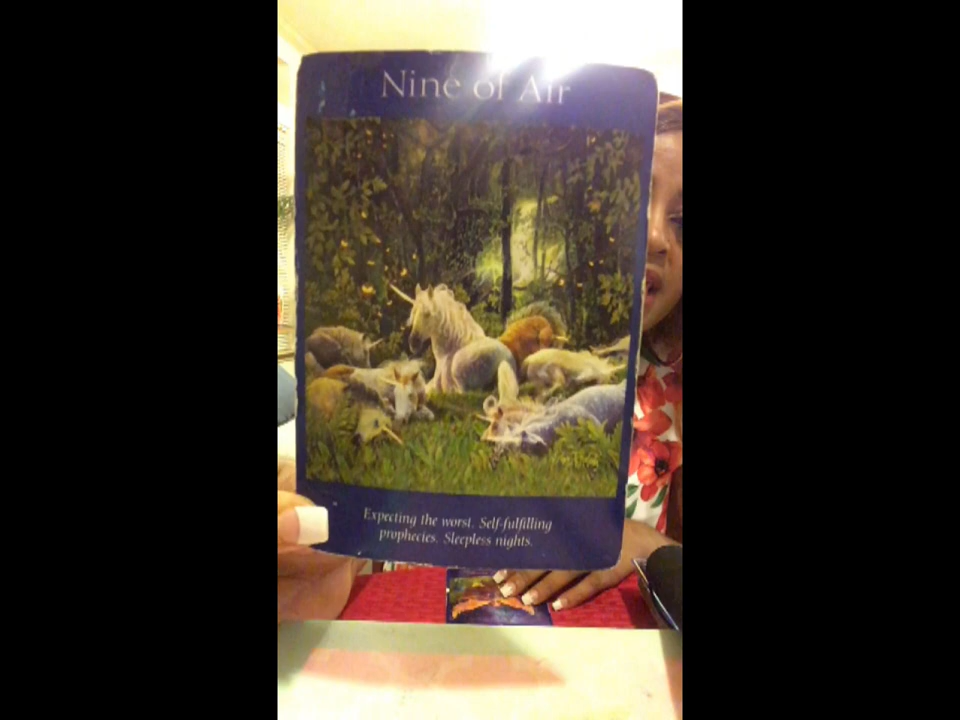 Nine of Air
Expecting the worst. Self-fulfilling
prophecies. Sleepless nights.